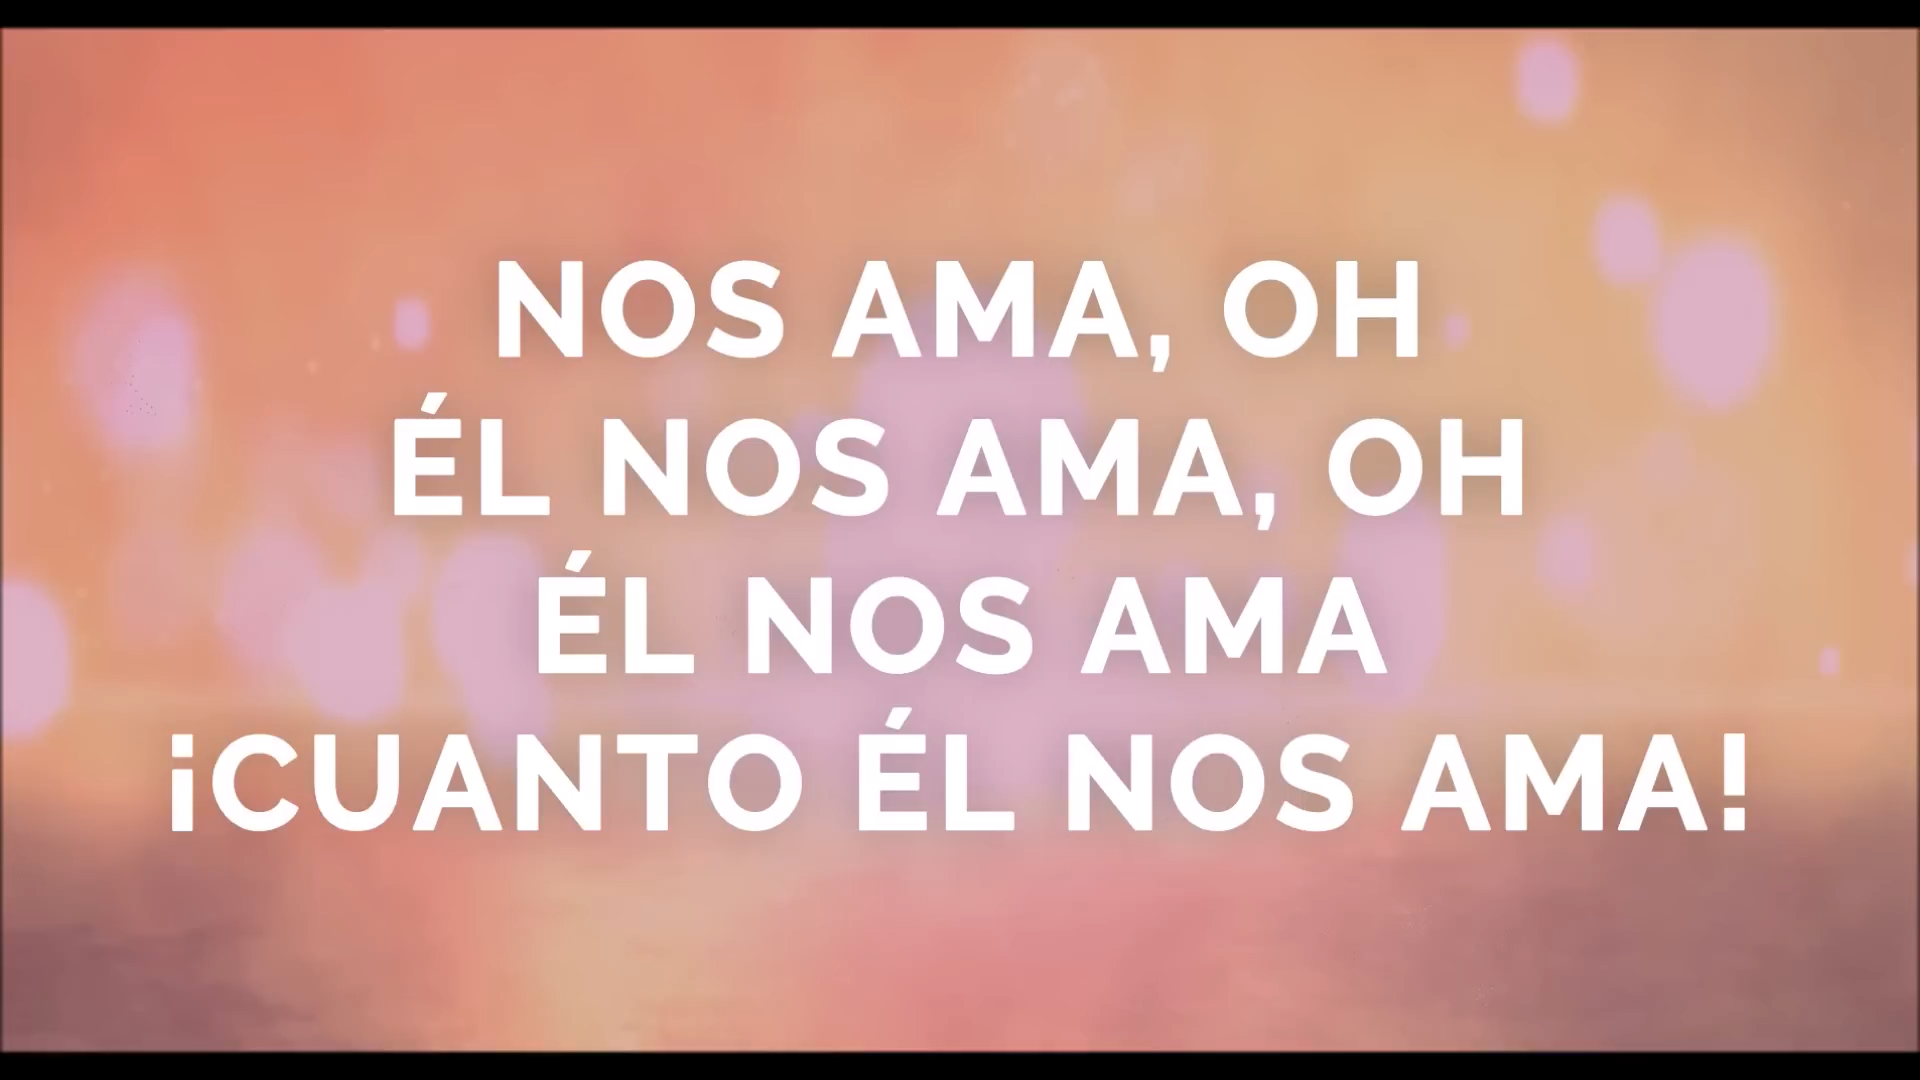 NOS AMA, OH
ÉL NOS AMA, OH
ÉL NOS AMA
¡CUANTO ÉL NOS AMA!